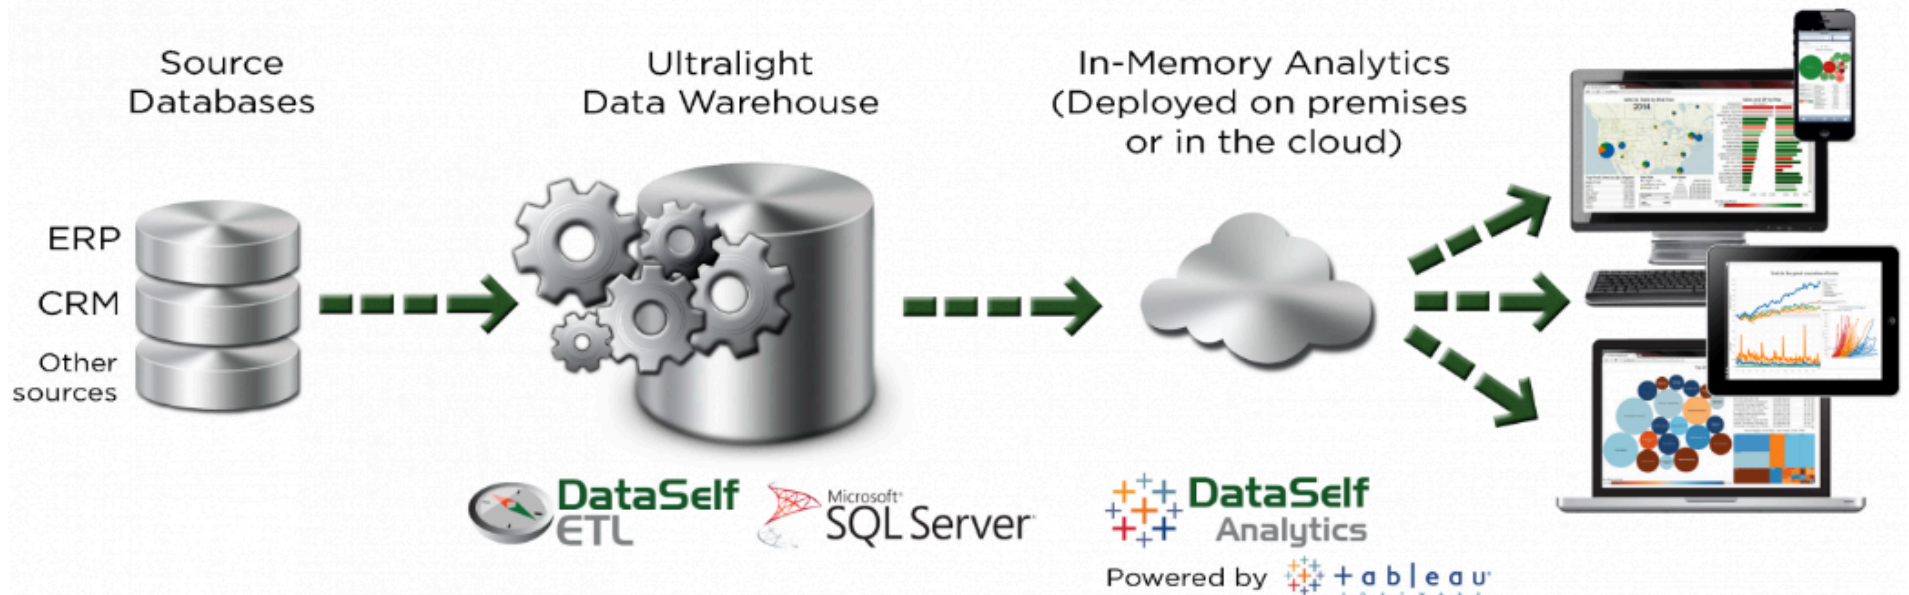 Source
Databases
ERP
CRM
Other
sources
Ultralight
Data Warehouse
DataSelf
ETL
Microsoft
SQL Server
In-Memory Analytics
(Deployed on premises
or in the cloud)
DataSelf
Analytics
Powered by
+ a b | e a u
2014